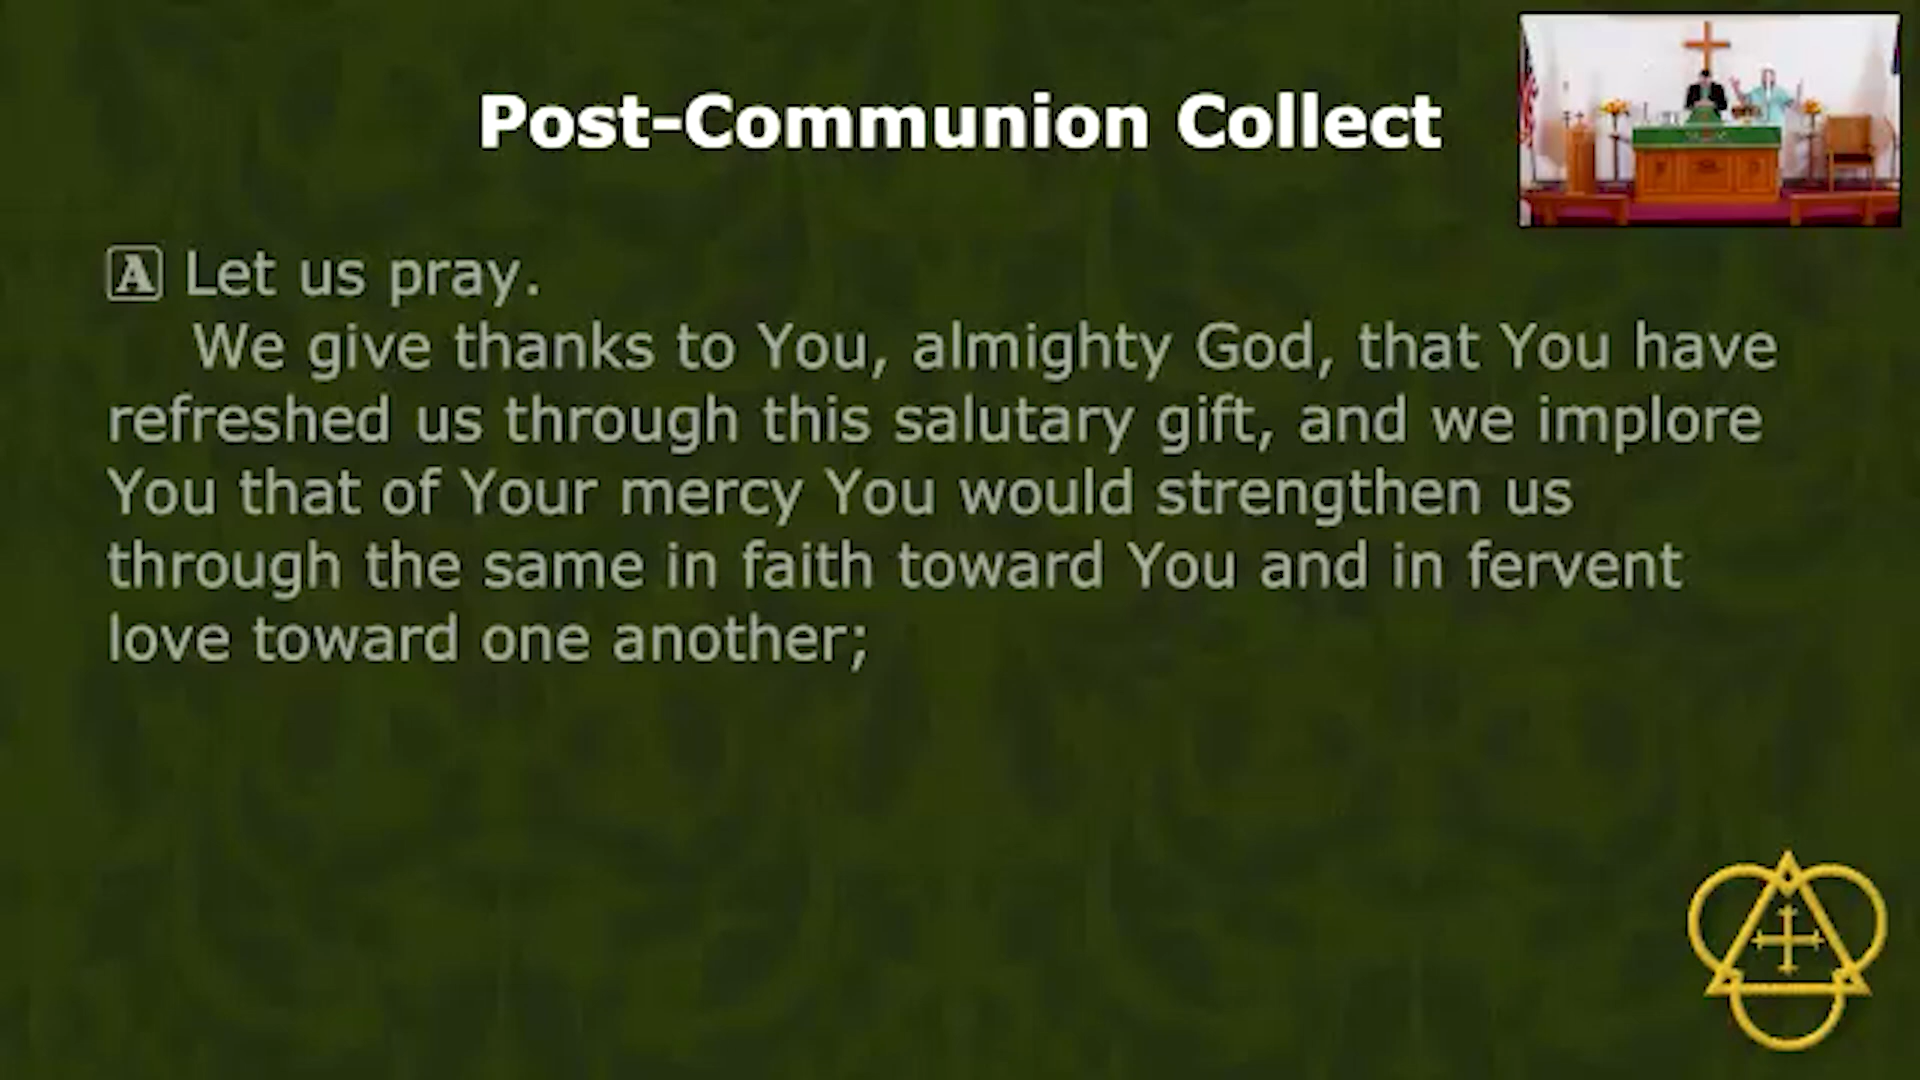 Post-Communion Collect
A Let us pray.
We give thanks to You, almighty God, that You have
refreshed us through this salutary gift, and we implore
You that of Your mercy You would strengthen us
through the same in faith toward You and in fervent
love toward one another;